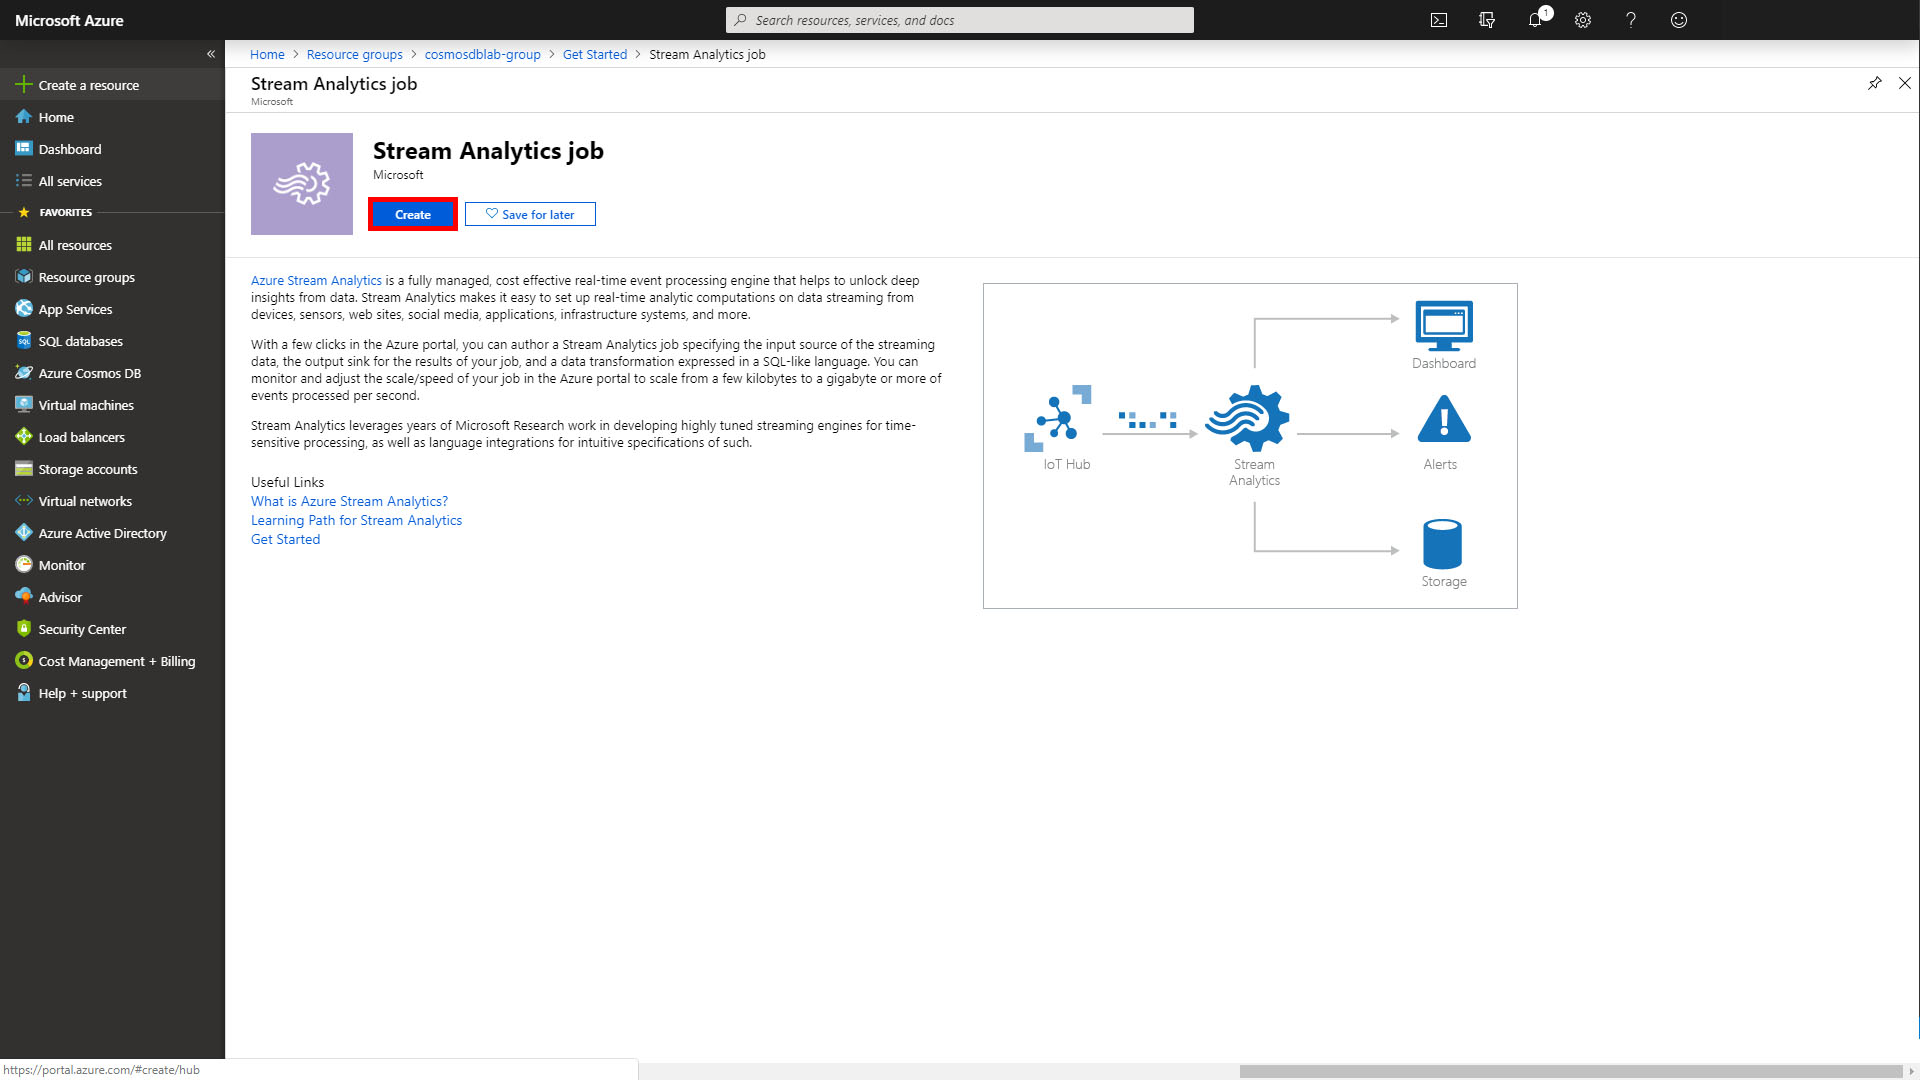 Microsoft Azure
Search resources, services, and docs
1
Create a resource
Home
Dashboard
All services
FAVORITES
All resources
Resource groups
App Services
SQL databases
Azure Cosmos DB
Virtual machines
Load balancers
Storage accounts
Virtual networks
Azure Active Directory
Monitor
Advisor
Security Center
Cost Management + Billing
Help + support
Home > Resource groups > cosmosdblab-group > Get Started > Stream Analytics job
Stream Analytics job
Microsoft
Stream Analytics job
Microsoft
Create
Save for later
Azure Stream Analytics is a fully managed, cost effective real-time event processing engine that helps to unlock deep
insights from data. Stream Analytics makes it easy to set up real-time analytic computations on data streaming from
devices, sensors, web sites, social media, applications, infrastructure systems, and more.
With a few clicks in the Azure portal, you can author a Stream Analytics job specifying the input source of the streaming
data, the output sink for the results of your job, and a data transformation expressed in a SQL-like language. You can
monitor and adjust the scale/speed of your job in the Azure portal to scale from a few kilobytes to a gigabyte or more of
events processed per second.
Stream Analytics leverages years of Microsoft Research work in developing highly tuned streaming engines for time-
sensitive processing, as well as language integrations for intuitive specifications of such.
Useful Links
What is Azure Stream Analytics?
Learning Path for Stream Analytics
Get Started
Dashboard
IoT Hub
Stream
Analytics
Alerts
Storage
https://portal.azure.com/#create/hub